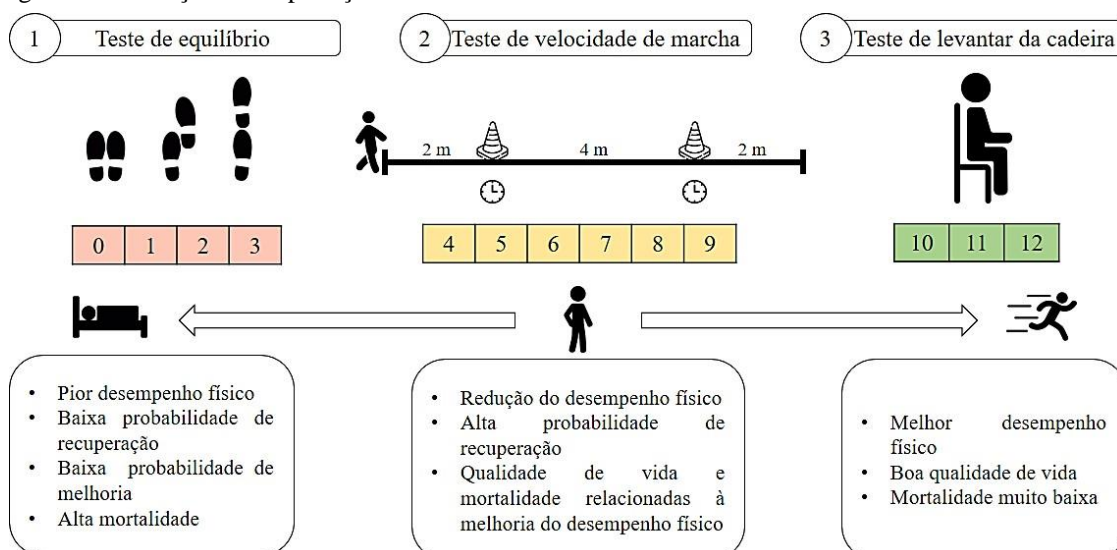 1 Teste de equilíbrio
2 Teste de velocidade de marcha
3 Teste de levantar da cadeira
2 m 4 m 2 m
0 1 2 3
4 5 6 7 8 9
10 11 12
• Pior desempenho físico
• Baixa probabilidade de
recuperação
• Baixa probabilidade de
melhoria
• Alta mortalidade
• Redução do desempenho físico
• Alta probabilidade de
recuperação
• Qualidade de vida e
mortalidade relacionadas à
melhoria do desempenho físico
• Melhor desempenho
físico
• Boa qualidade de vida
• Mortalidade muito baixa